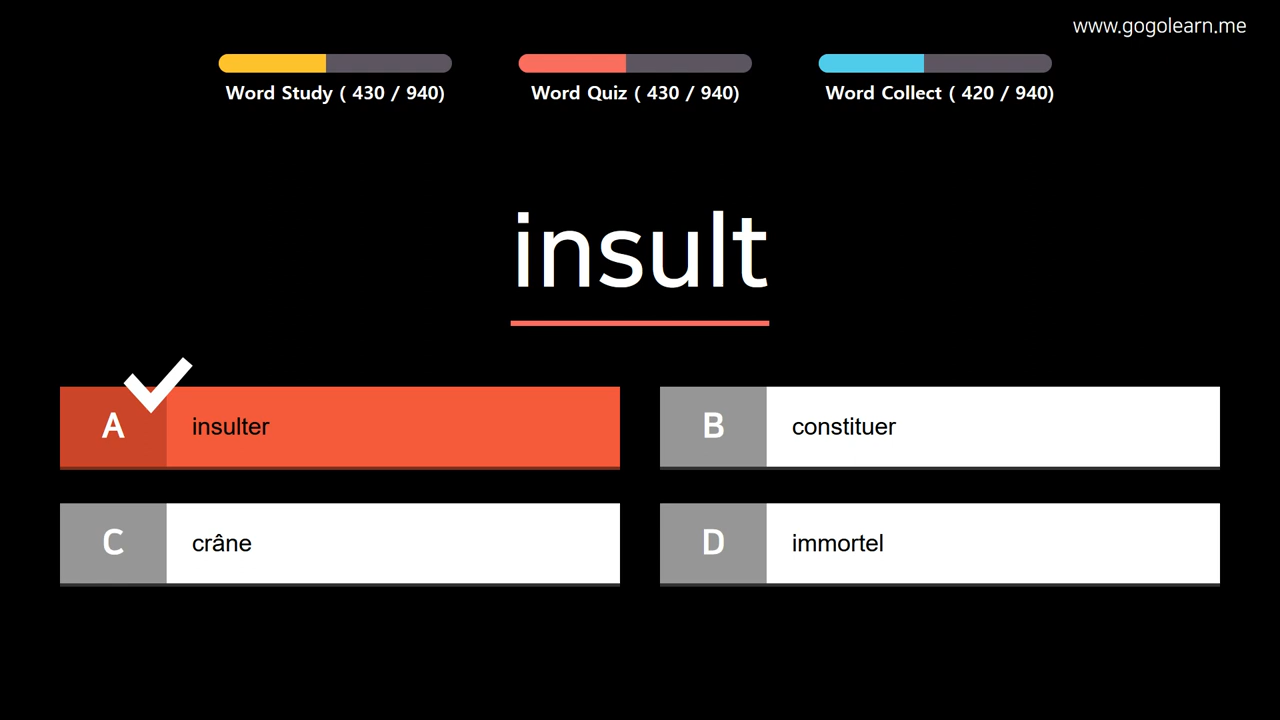 www.gogolearn.me
Word Study ( 430 / 940)
Word Quiz ( 430 / 940)
Word Collect ( 420 / 940)
insult
A
insulter
B
constituer
C
crâne
D
immortel